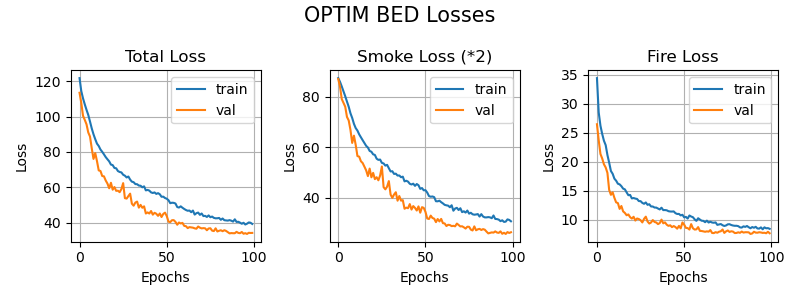 OPTIM BED Losses
Total Loss
Loss
120
100
80
60
40
train
val
0
50
100
Epochs
Smoke Loss (*2)
Loss
80
60
40
train
val
0
50
100
Epochs
Fire Loss
Loss
35
30
25
20
15
10
train
val
0
50
100
Epochs